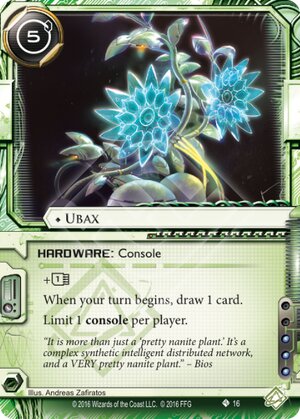 5
Ubax
HARDWARE: Console
+1
When your turn begins, draw 1 card.
Limit 1 console per player.
"It is more than just a 'pretty nanite plant.' It's a
complex synthetic intelligent distributed network,
and a VERY pretty nanite plant." – Bios
Illus. Andreas Zafiratos
© 2016 Wizards of the Coast LLC. © 2016 FFG
16